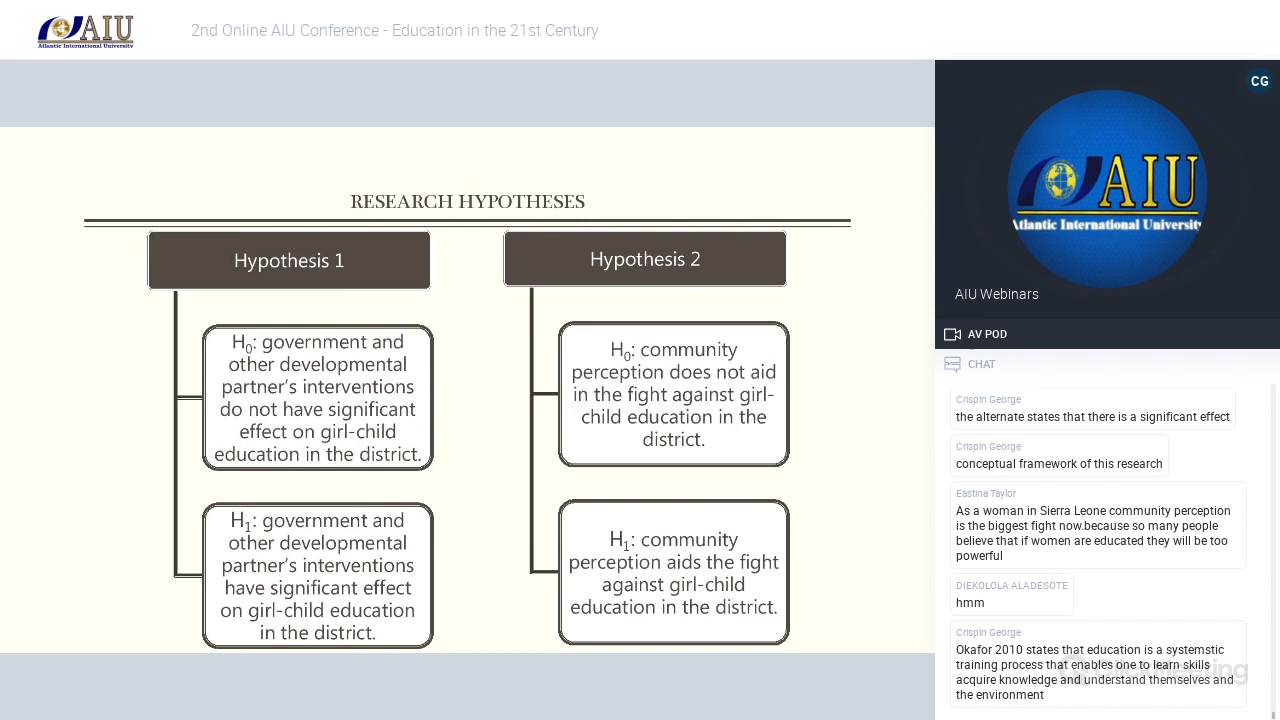 AIU
Atlantic International University
2nd Online AIU Conference - Education in the 21st Century
RESEARCH HYPOTHESES
Hypothesis 1
H0: government and
other developmental
partner's interventions
do not have significant
effect on girl-child
education in the district.
H1: government and
other developmental
partner's interventions
have significant effect
on girl-child education
in the district.
Hypothesis 2
H0: community
perception does not aid
in the fight against girl-
child education in the
district.
H1: community
perception aids the fight
against girl-child
education in the district.
CG
AIU
Atlantic International University
AIU Webinars
AV POD
CHAT
Crispin George
the alternate states that there is a significant effect
Crispin George
conceptual framework of this research
Eastina Taylor
As a woman in Sierra Leone community perception
is the biggest fight now.because so many people
believe that if women are educated they will be too
powerful
DIEKOLOLA ALADESOTE
hmm
Crispin George
Okafor 2010 states that education is a systemstic
training process that enables one to learn skills
acquire knowledge and understand themselves and
the environment
ClickMeeting